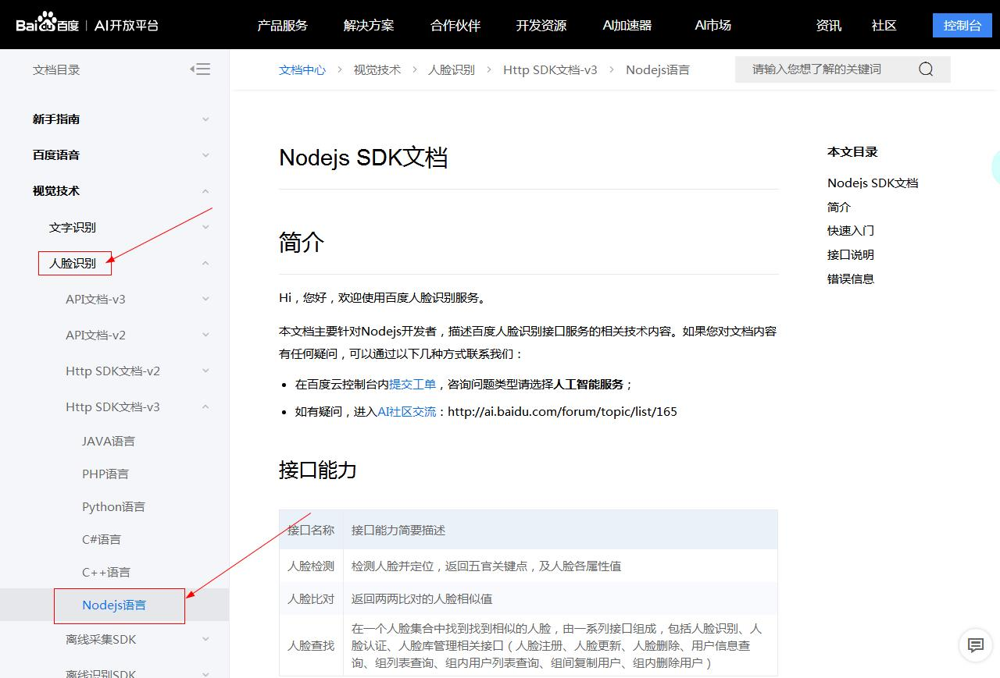 Bai du 百度 | AI开放平台
产品服务
解决方案
合作伙伴
开发资源
AI加速器
AI市场
资讯
社区
控制台
文档目录
新手指南
百度语音
视觉技术
文字识别
人脸识别
API文档-v3
API文档-v2
Http SDK文档-v2
Http SDK文档-v3
JAVA语言
PHP语言
Python语言
C#语言
C++语言
Nodejs语言
离线采集SDK
离线识别SDK
文档中心 > 视觉技术 > 人脸识别 > Http SDK文档-v3 > Nodejs语言
请输入您想了解的关键词
Nodejs SDK文档
简介
Hi，您好，欢迎使用百度人脸识别服务。
本文档主要针对Nodejs开发者，描述百度人脸识别接口服务的相关技术内容。如果您对文档内容
有任何疑问，可以通过以下几种方式联系我们：
• 在百度云控制台内提交工单，咨询问题类型请选择人工智能服务；
• 如有疑问，进入AI社区交流：http://ai.baidu.com/forum/topic/list/165
接口能力
接口名称 接口能力简要描述
人脸检测 检测人脸并定位，返回五官关键点，及人脸各属性值
人脸比对 返回两两比对的人脸相似值
人脸查找 在一个人脸集合中找到找到相似的人脸，由一系列接口组成，包括人脸识别、人
脸认证、人脸库管理相关接口（人脸注册、人脸更新、人脸删除、用户信息查
询、组列表查询、组内用户列表查询、组间复制用户、组内删除用户）
本文目录
Nodejs SDK文档
简介
快速入门
接口说明
错误信息